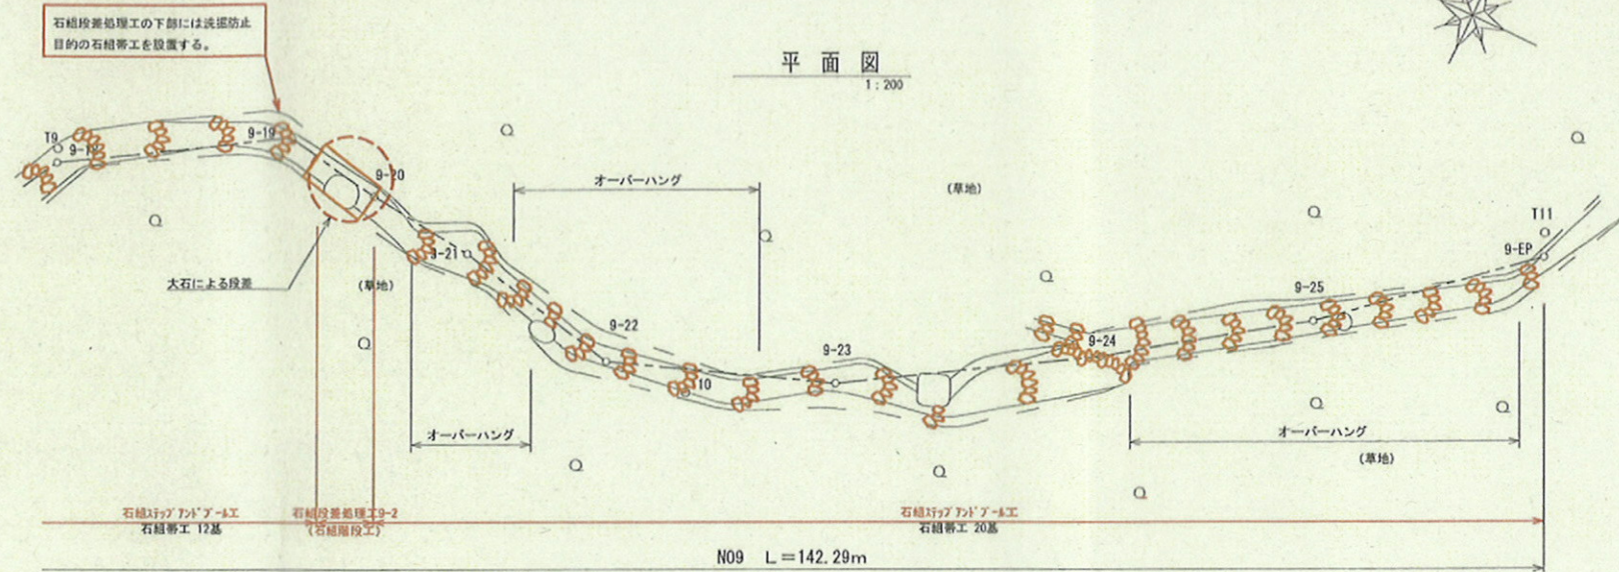 石組段差処理工の下部には洗掘防止
目的の石組帯工を設置する。
平面図
1:200
T9
9-19
9-20
オーバーハング
(草地)
T11
9-EP
9-21
大石による段差
(草地)
9-25
9-22
9-23
9-24
10
オーバーハング
オーバーハング
(草地)
石組ｽﾃｯﾌﾟｱﾝﾄﾞﾌﾟｰﾙ工
石組帯工 12基
石組段差処理工9-2
(石組階段工)
石組ｽﾃｯﾌﾟｱﾝﾄﾞﾌﾟｰﾙ工
石組帯工 20基
N09 L=142.29m